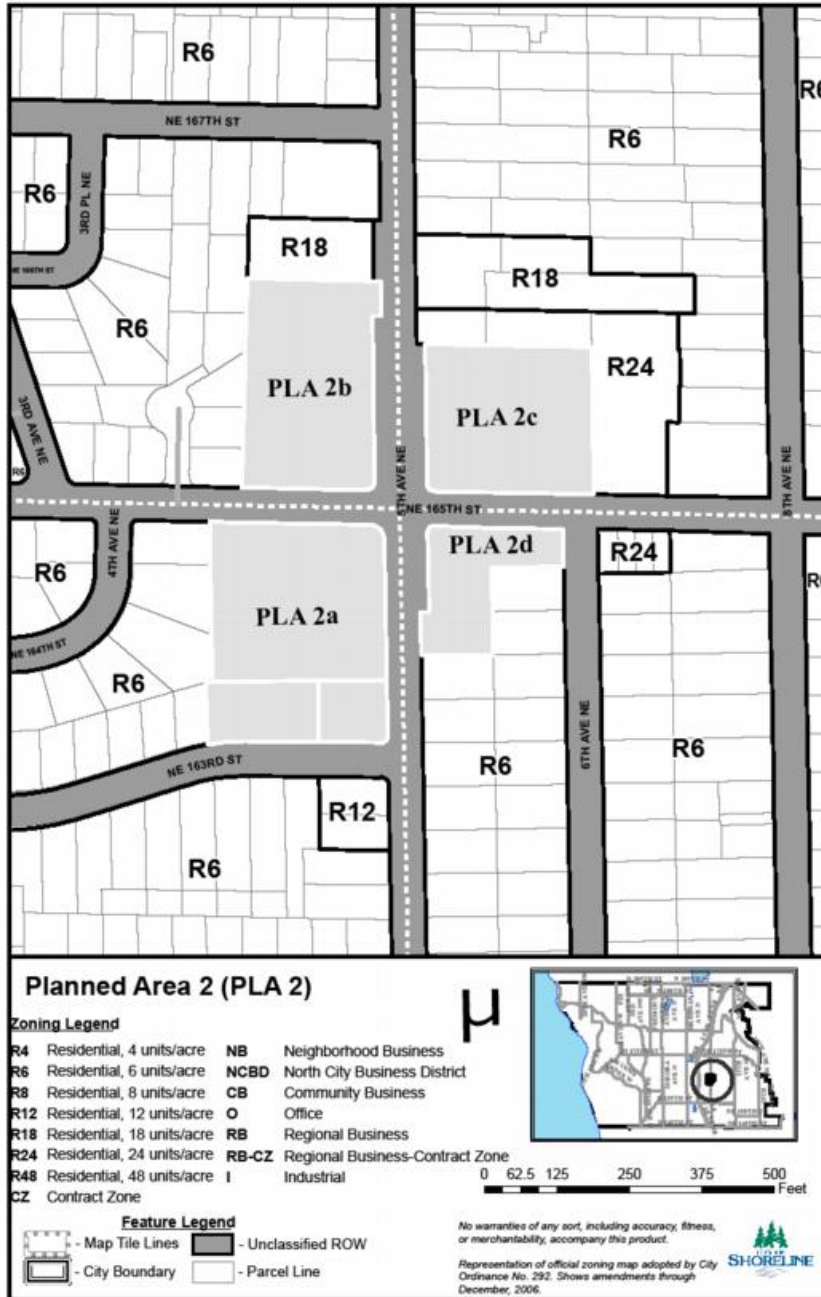 R6
NE 167TH ST
R6
R6
R6
3RD PL NE
R18
R18
R6
PLA 2b
R24
PLA 2c
3RD AVE NE
R6
5TH AVE NE
NE 165TH ST
8TH AVE NE
4TH AVE NE
PLA 2d
R24
R6
PLA 2a
NE 164TH ST
R6
6TH AVE NE
R6
R6
NE 163RD ST
R12
R6
Planned Area 2 (PLA 2)
Zoning Legend
R4 Residential, 4 units/acre NB Neighborhood Business
R6 Residential, 6 units/acre NCBD North City Business District
R8 Residential, 8 units/acre CB Community Business
R12 Residential, 12 units/acre O Office
R18 Residential, 18 units/acre RB Regional Business
R24 Residential, 24 units/acre RB-CZ Regional Business-Contract Zone
R48 Residential, 48 units/acre I Industrial
CZ Contract Zone
0 62.5 125 250 375 500
Feet
Feature Legend
- Map Tile Lines - Unclassified ROW
- City Boundary - Parcel Line
No warranties of any sort, including accuracy, fitness,
or merchantability, accompany this product.
Representation of official zoning map adopted by City
Ordinance No. 292. Shows amendments through
December, 2006.
CITY OF
SHORELINE